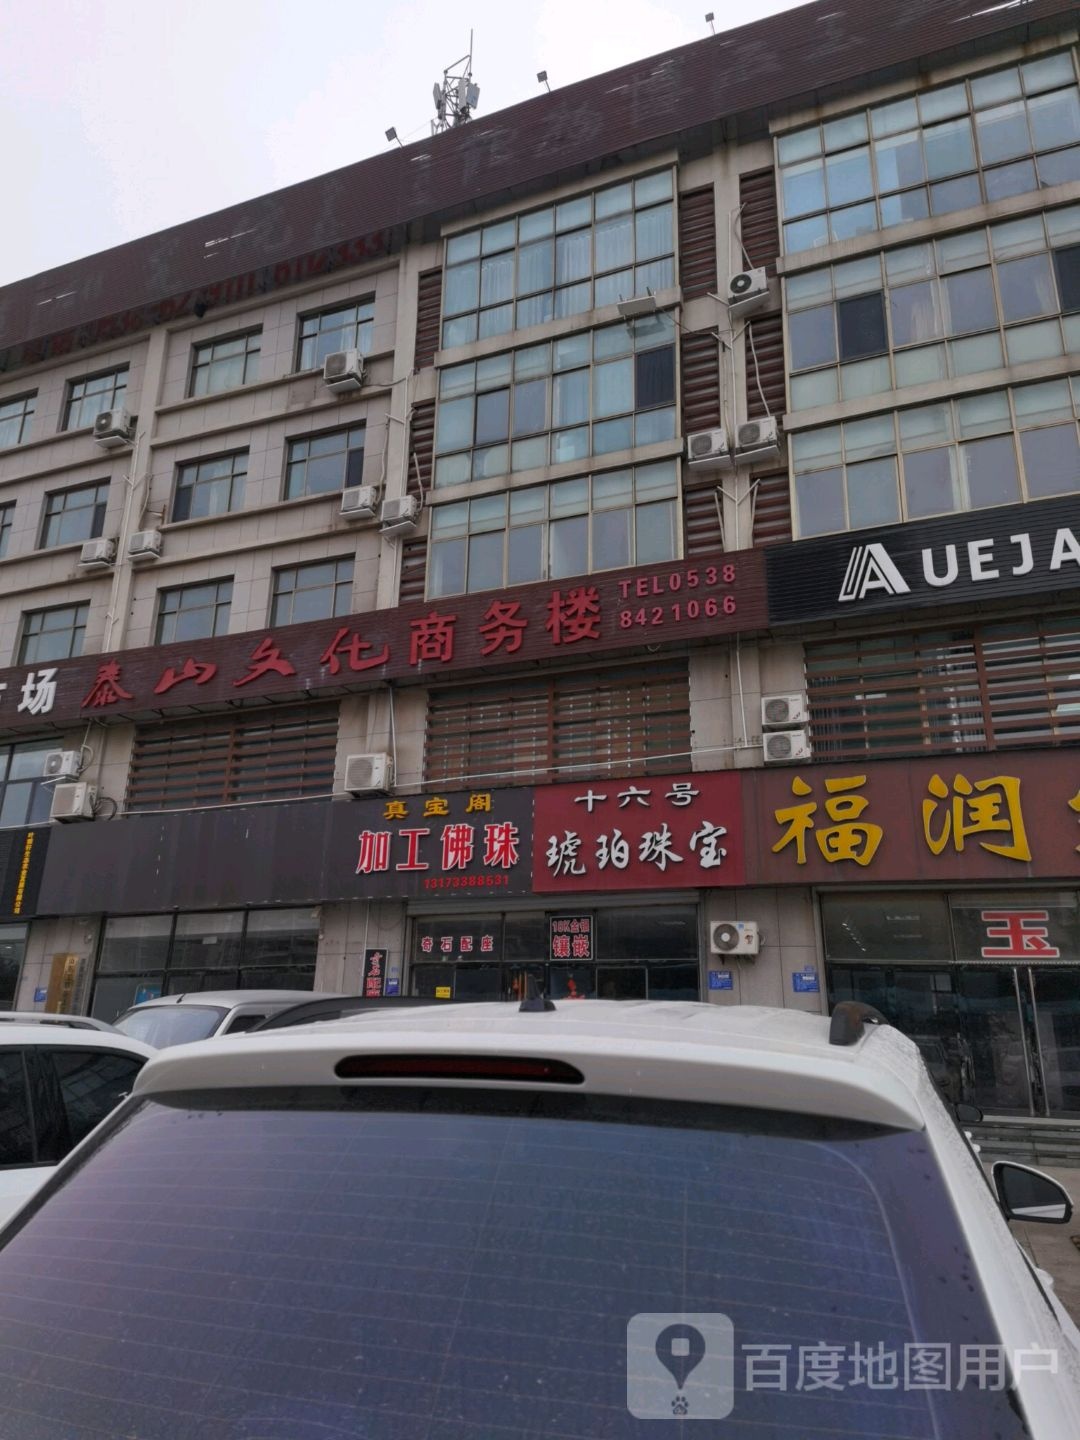 场
泰山文化商务楼
TEL0538
8421066
AUEJA
真宝阁
加工佛珠
13173388531
十六号
琥珀珠宝
福润
奇石配座
18K金银
镶嵌
玉
百度地图用户